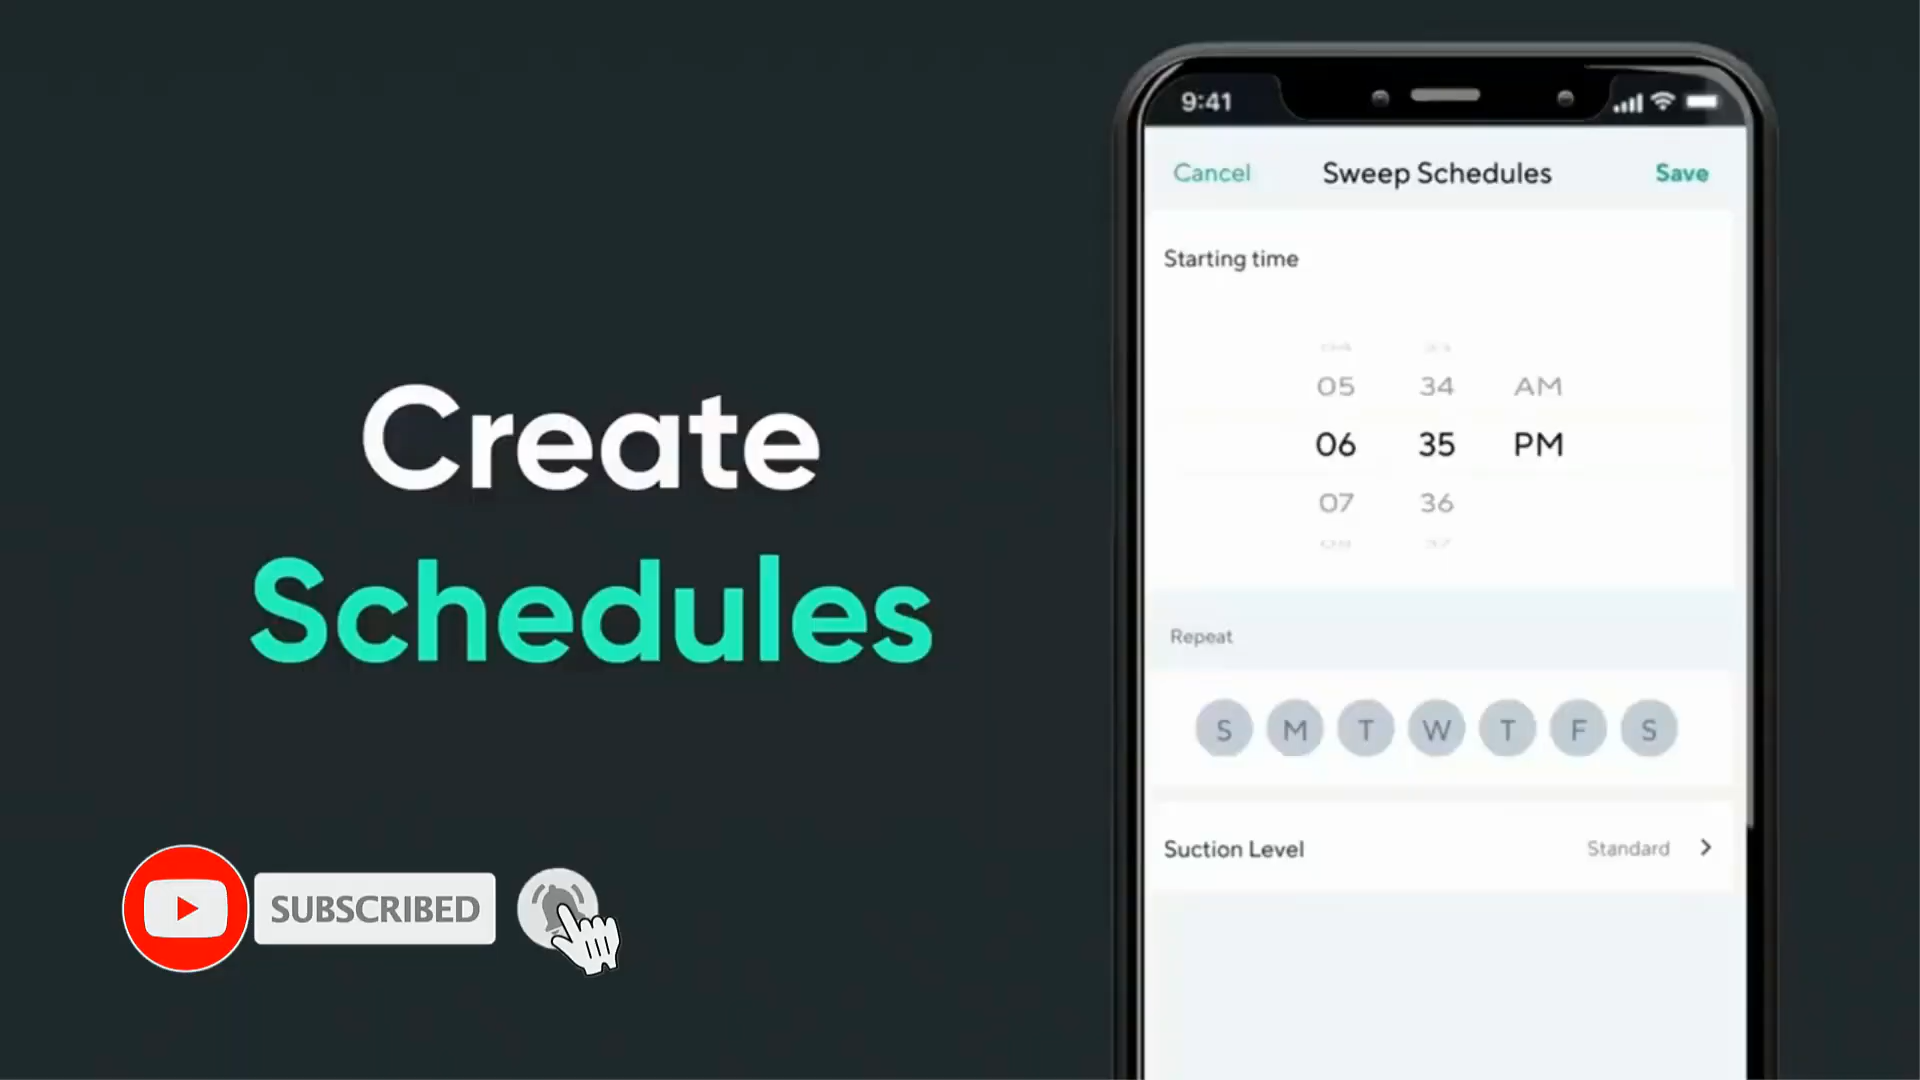 Create
Schedules
SUBSCRIBED
9:41
Cancel Sweep Schedules Save
Starting time
05 34 AM
06 35 PM
07 36
Repeat
S M T W T F S
Suction Level Standard